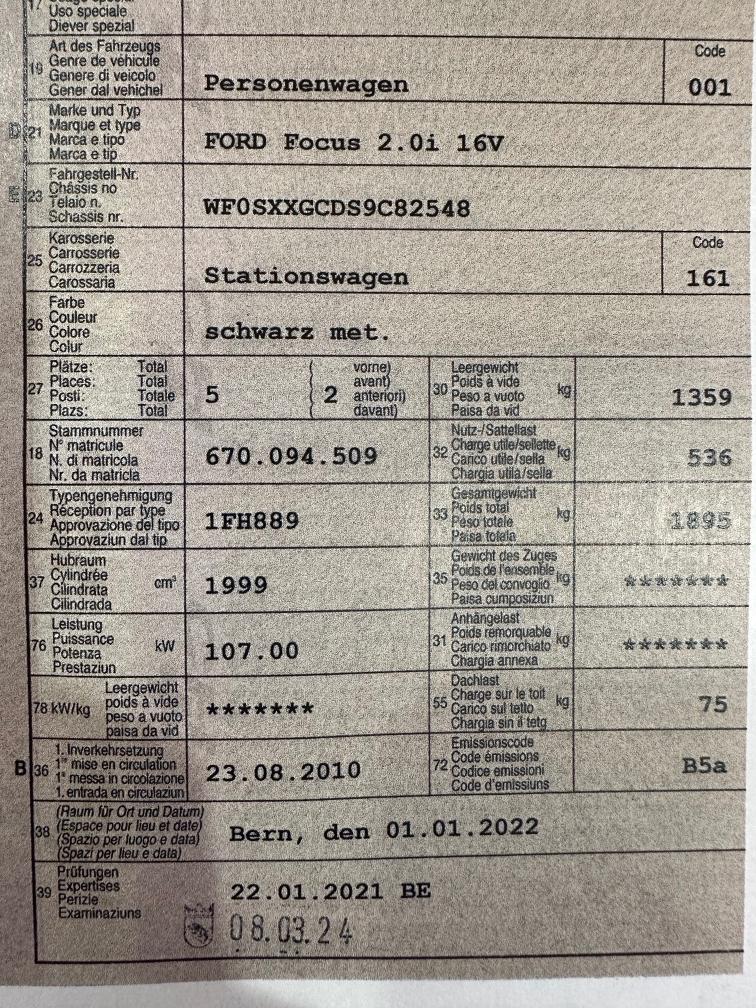 17
Uso speciale
Diever spezial
19 Art des Fahrzeugs
Genre de véhicule
Genere di veicolo
Gener dal vehichel
Personenwagen
Code
001
D 21 Marke und Typ
Marque et type
Marca e tipo
Marca e tip
FORD Focus 2.0i 16V
E 23 Fahrgestell-Nr.
Châssis no
Telaio n.
Schassis nr.
WF0SXXGCDS9C82548
25 Karosserie
Carrosserie
Carrozzeria
Carossaria
Stationswagen
Code
161
26 Farbe
Couleur
Colore
Colur
schwarz met.
27 Plätze: Total
Places: Total
Posti: Totale
Plazs: Total
5
2
vorne)
avant)
anteriori)
davant)
30 Leergewicht
Poids à vide
Peso a vuoto
Paisa da vid
kg
1359
18 Stammnummer
N° matricule
N. di matricola
Nr. da matricla
670.094.509
32 Nutz-/Sattellast
Charge utile/sellette
Carico utile/sella
Chargia utila/sella
kg
536
24 Typengenehmigung
Réception par type
Approvazione del tipo
Approvaziun dal tip
1FH889
33 Gesamtgewicht
Poids total
Peso totale
Paisa totala
kg
1895
37 Hubraum
Cylindrée
Cilindrata
Cilindrada
cm³
1999
35 Gewicht des Zuges
Poids de l'ensemble
Peso del convoglio
Paisa cumposiziun
kg
*******
76 Leistung
Puissance
Potenza
Prestaziun
kW
107.00
31 Anhängelast
Poids remorquable
Carico rimorchiato
Chargia annexa
kg
*******
78 kW/kg
Leergewicht
poids à vide
peso a vuoto
paisa da vid
*******
55 Dachlast
Charge sur le toit
Carico sul tetto
Chargia sin il tetg
kg
75
B 36 1. Inverkehrsetzung
1re mise en circulation
1a messa in circolazione
1. entrada en circulaziun
23.08.2010
72 Emissionscode
Code émissions
Codice emissioni
Code d'emissiuns
B5a
38 (Raum für Ort und Datum)
(Espace pour lieu et date)
(Spazio per luogo e data)
(Spazi per lieu e data)
Bern, den 01.01.2022
39 Prüfungen
Expertises
Perizie
Examinaziuns
22.01.2021 BE
08.03.24